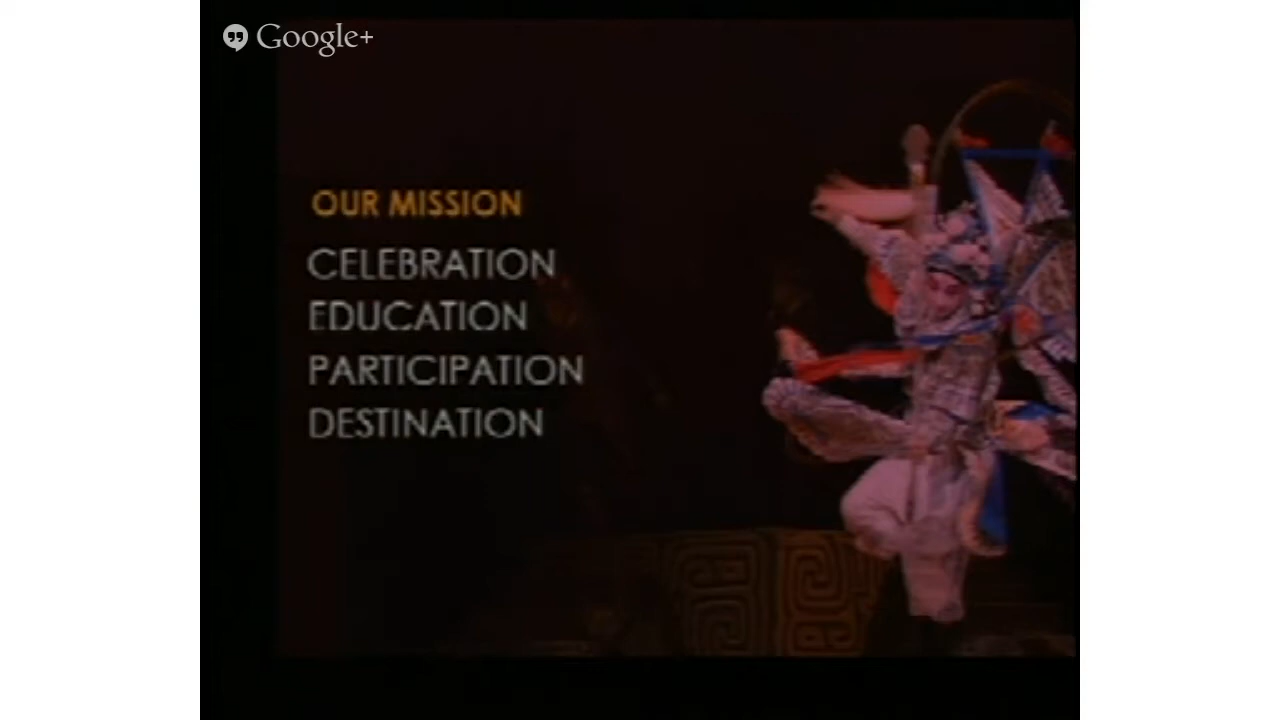 Google+
OUR MISSION
CELEBRATION
EDUCATION
PARTICIPATION
DESTINATION